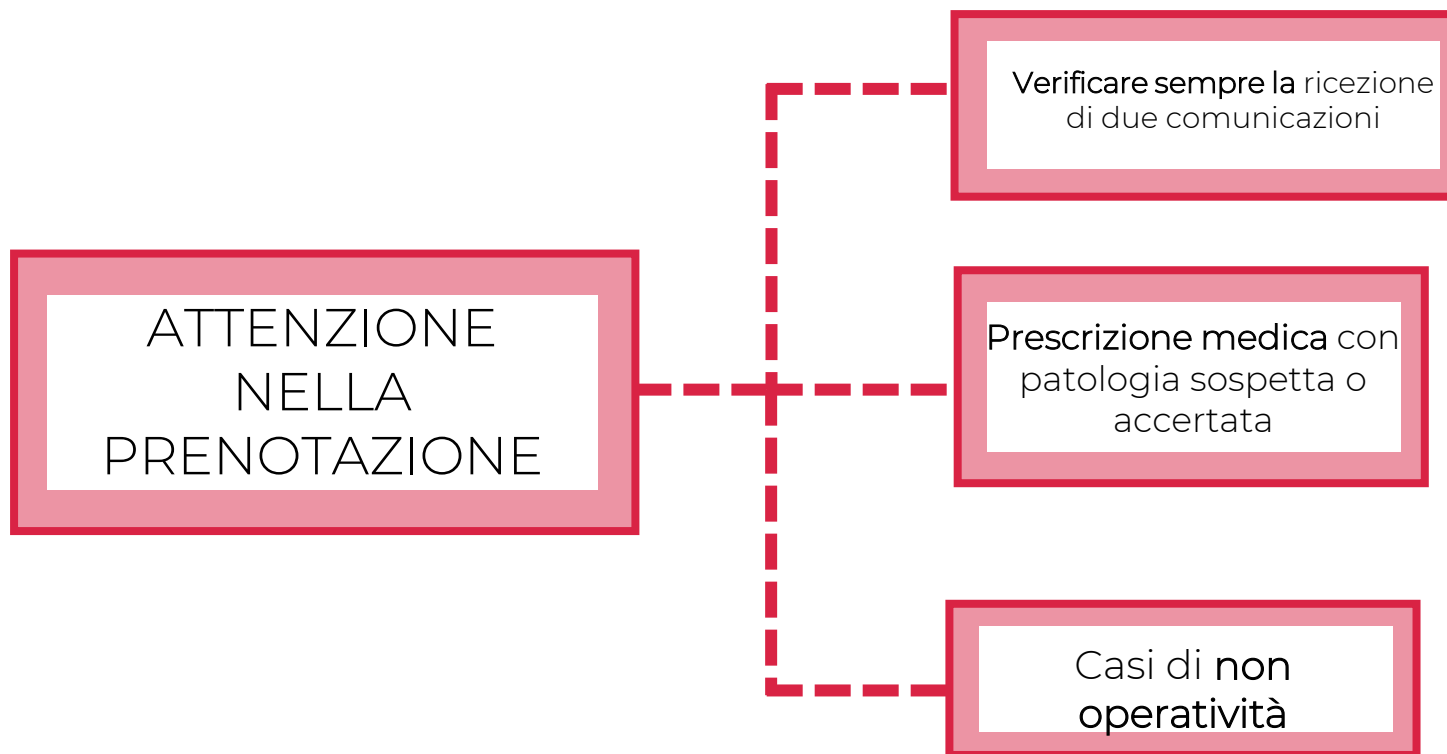 Verificare sempre la ricezione
di due comunicazioni
ATTENZIONE
NELLA
PRENOTAZIONE
Prescrizione medica con
patologia sospetta o
accertata
Casi di non
operatività